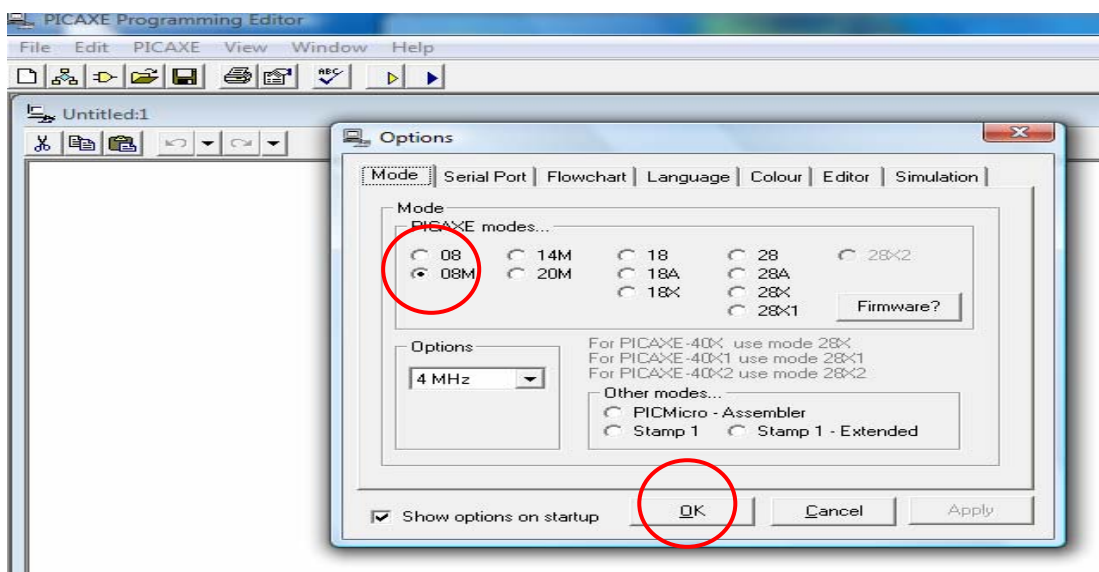 PICAXE Programming Editor
File Edit PICAXE View Window Help
ABC
Untitled:1
Options
Mode Serial Port Flowchart Language Colour Editor Simulation
Mode
PICAXE modes...
08 14M 18 28 28X2
08M 20M 18A 28A
18X 28X
28X1 Firmware?
Options
4 MHz
For PICAXE-40X use mode 28X
For PICAXE-40X1 use mode 28X1
For PICAXE-40X2 use mode 28X2
Other modes...
PICMicro - Assembler
Stamp 1 Stamp 1 - Extended
Show options on startup OK Cancel Apply